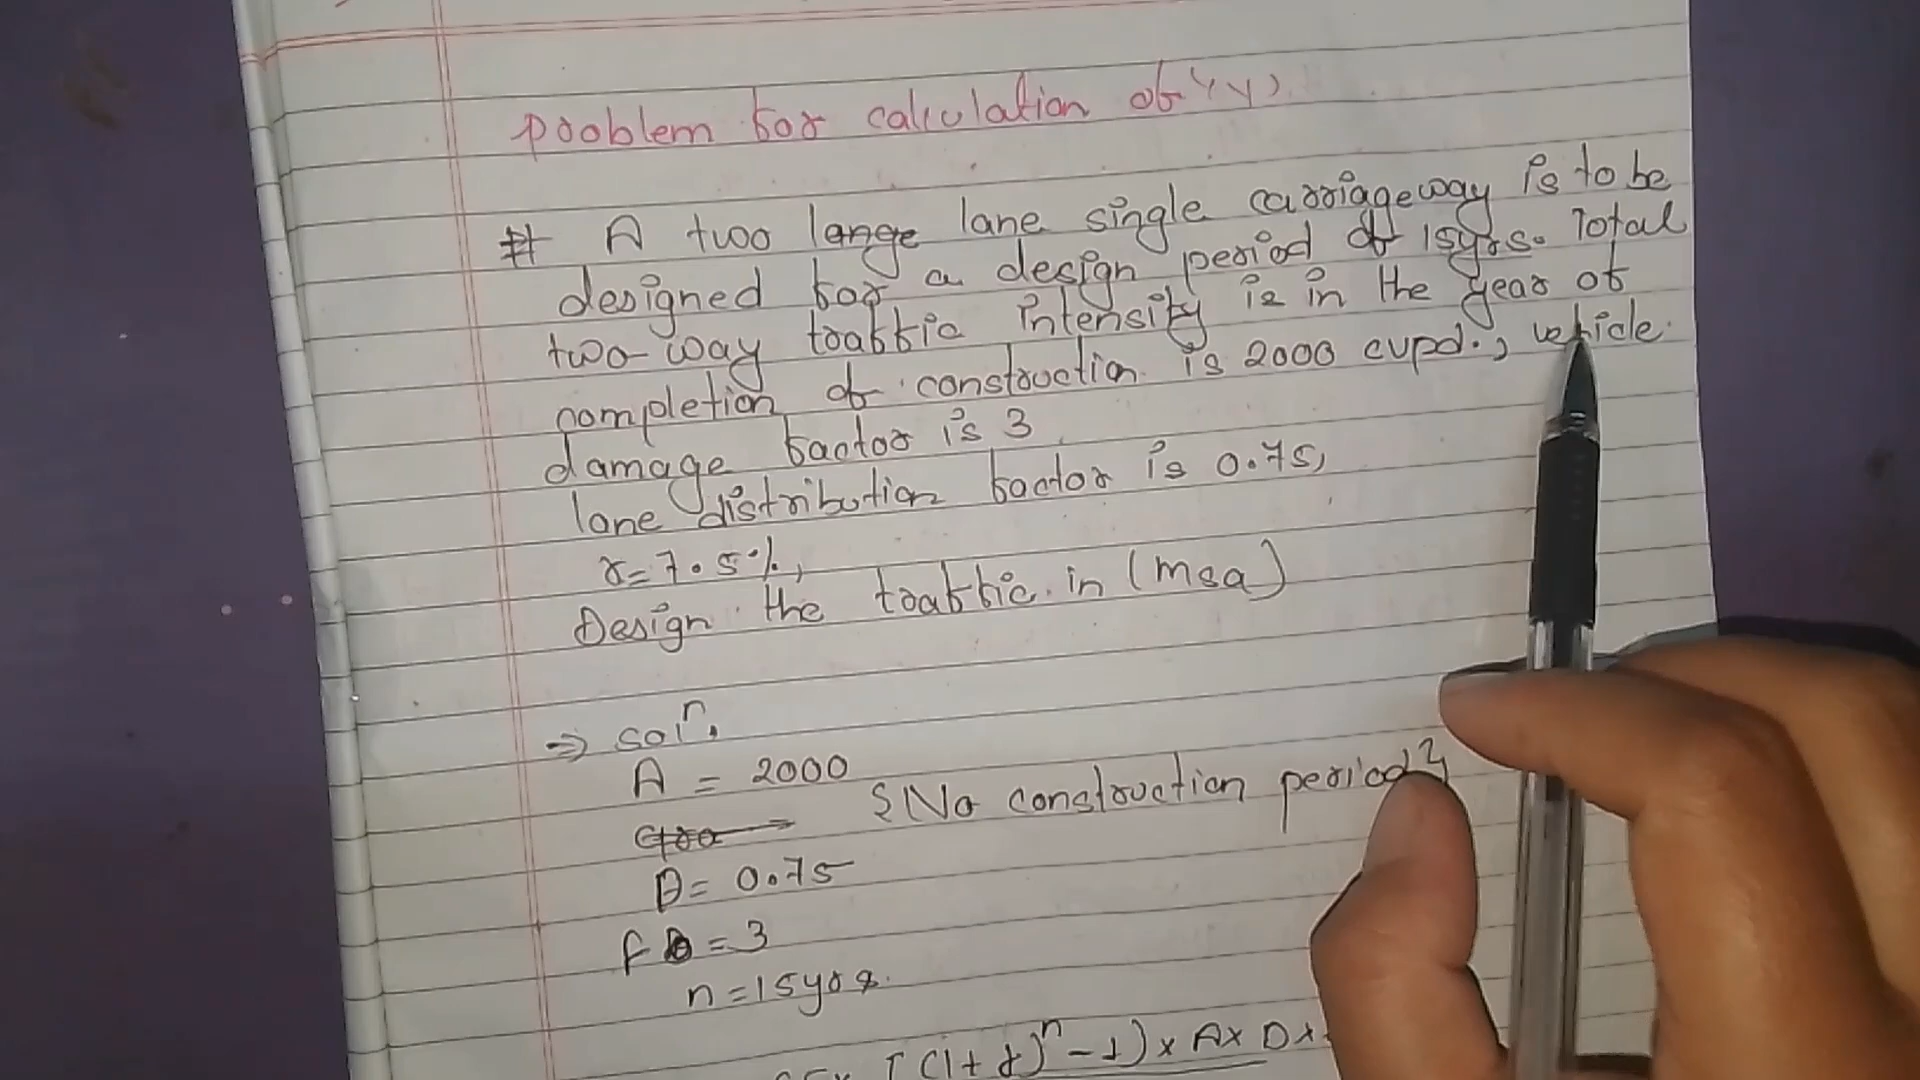 problem for calculation of (y)
# A two lange lane single carriageway is to be
designed for a design period of 15yrs. Total
two-way traffic intensity is in the year of
completion of construction is 2000 cvpd., vehicle
damage factor is 3
lane distribution factor is 0.75,
r=7.5%,
Design the traffic in (msa)
⇒ solⁿ.
A = 2000 {No construction period}
D= 0.75
F = 3
n=15yrs.
[(1+r)ⁿ-1)×A×D×